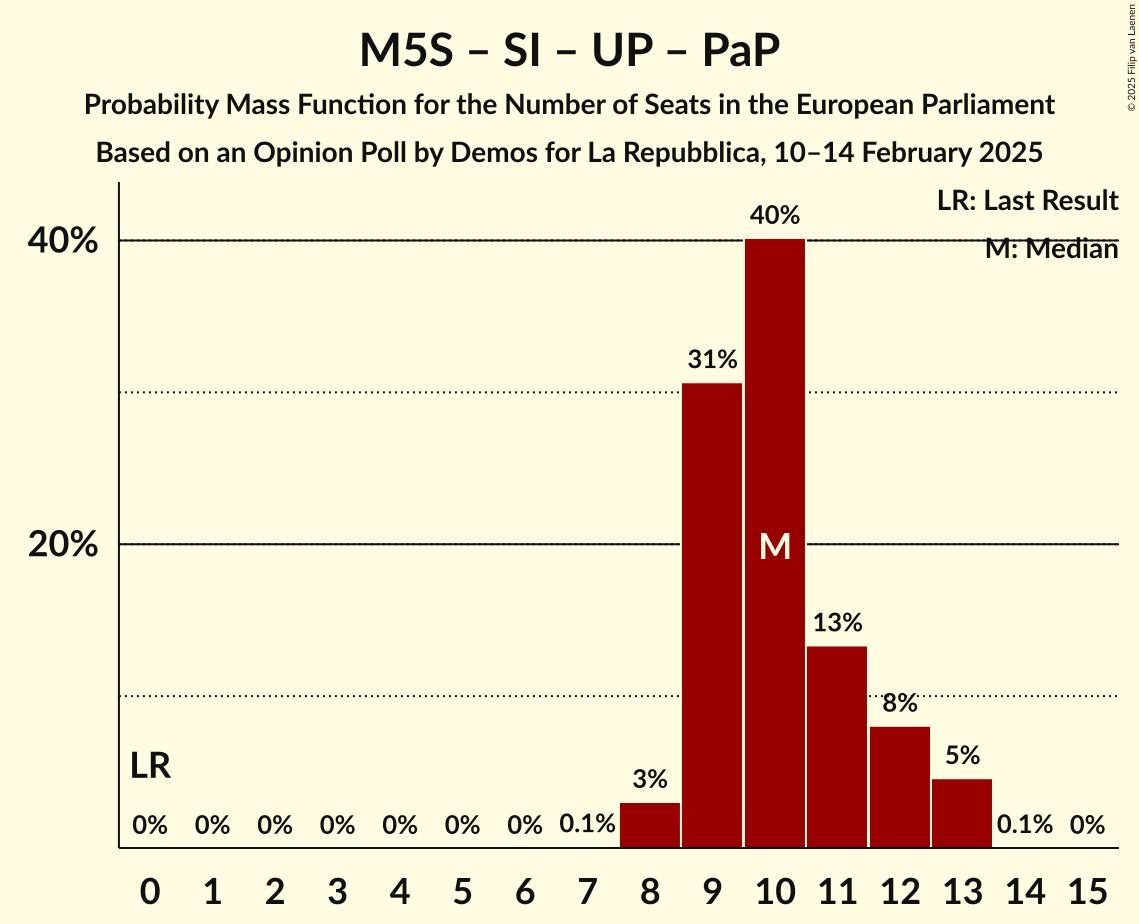 M5S – SI – UP – PaP
Probability Mass Function for the Number of Seats in the European Parliament
Based on an Opinion Poll by Demos for La Repubblica, 10–14 February 2025
© 2025 Filip van Laenen
LR: Last Result
M: Median
40%
20%
40%
31%
M
13%
8%
5%
3%
LR
0% 0% 0% 0% 0% 0% 0% 0.1% 0.1% 0%
0 1 2 3 4 5 6 7 8 9 10 11 12 13 14 15